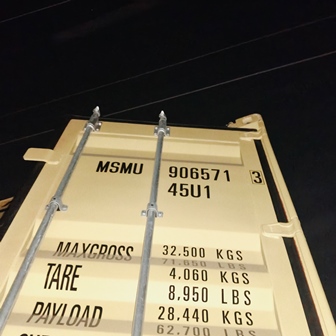 MSMU 906571 3
45U1
MAXGROSS 32.500 KGS
71,650 LBS
TARE 4,060 KGS
8,950 LBS
PAYLOAD 28,440 KGS
62,700 LBS